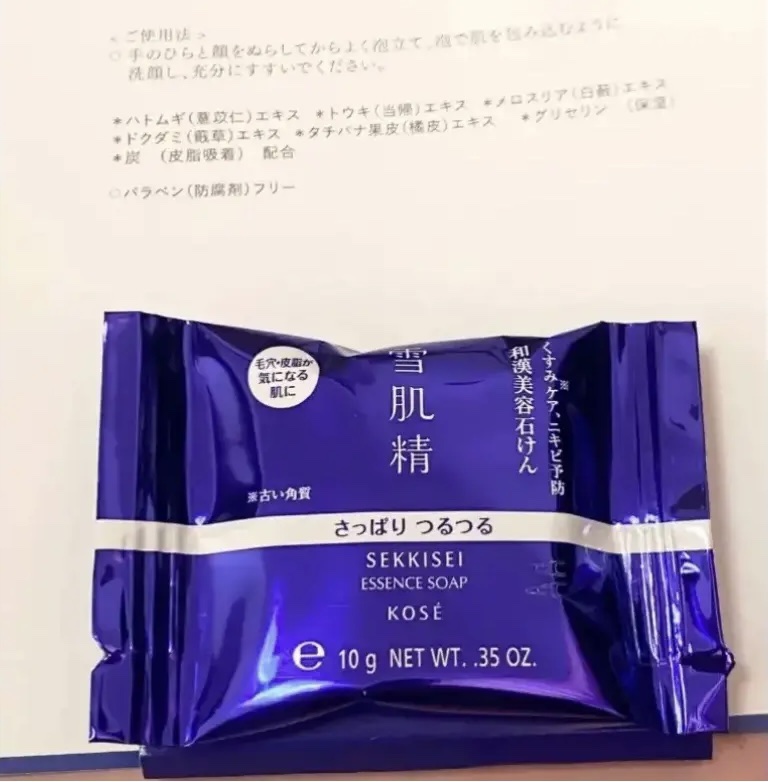 ＜ご使用法＞
○手のひらと顔をぬらしてからよく泡立て、泡で肌を包み込むように
洗顔し、充分にすすいでください。
＊ハトムギ(薏苡仁)エキス ＊トウキ(当帰)エキス ＊メロスリア(白蘞)エキス
＊ドクダミ(蕺草)エキス ＊タチバナ果皮(橘皮)エキス ＊グリセリン (保湿)
＊炭 (皮脂吸着) 配合
○パラベン(防腐剤)フリー
毛穴・皮脂が
気になる
肌に
雪肌精
くすみ※ケア、ニキビ予防
和漢美容石けん
※古い角質
さっぱり つるつる
SEKKISEI
ESSENCE SOAP
KOSÉ
e 10 g NET WT. .35 OZ.